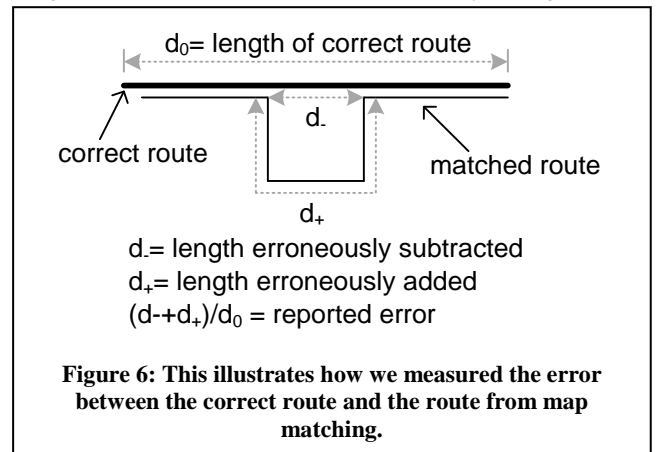 d₀= length of correct route
d₋
correct route
matched route
d₊
d₋= length erroneously subtracted
d₊= length erroneously added
(d-+d₊)/d₀ = reported error
Figure 6: This illustrates how we measured the error
between the correct route and the route from map
matching.